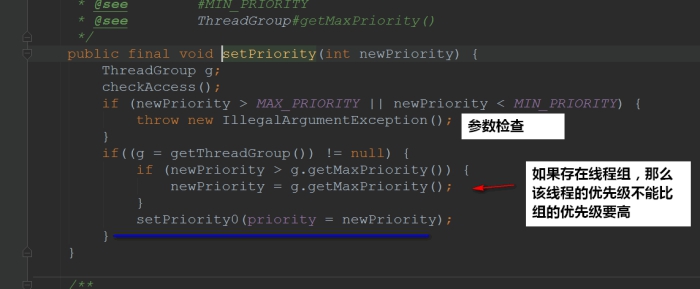 * @see #MIN_PRIORITY
* @see ThreadGroup#getMaxPriority()
*/
public final void setPriority(int newPriority) {
ThreadGroup g;
checkAccess();
if (newPriority > MAX_PRIORITY || newPriority < MIN_PRIORITY) {
throw new IllegalArgumentException();
参数检查
}
if((g = getThreadGroup()) != null) {
if (newPriority > g.getMaxPriority()) {
newPriority = g.getMaxPriority();
如果存在线程组，那么
该线程的优先级不能比
组的优先级要高
}
setPriority0(priority = newPriority);
}
}
/**